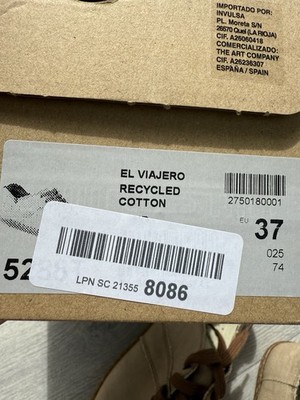 IMPORTADO POR:
INVULSA
PL. Moreta S/N
26570 Quel (LA RIOJA)
CIF. A26060418
COMERCIALIZADO:
THE ART COMPANY
CIF. A26236307
ESPAÑA / SPAIN
EL VIAJERO
RECYCLED
COTTON
2750180001
EU 37
025
74
LPN SC 21355 8086